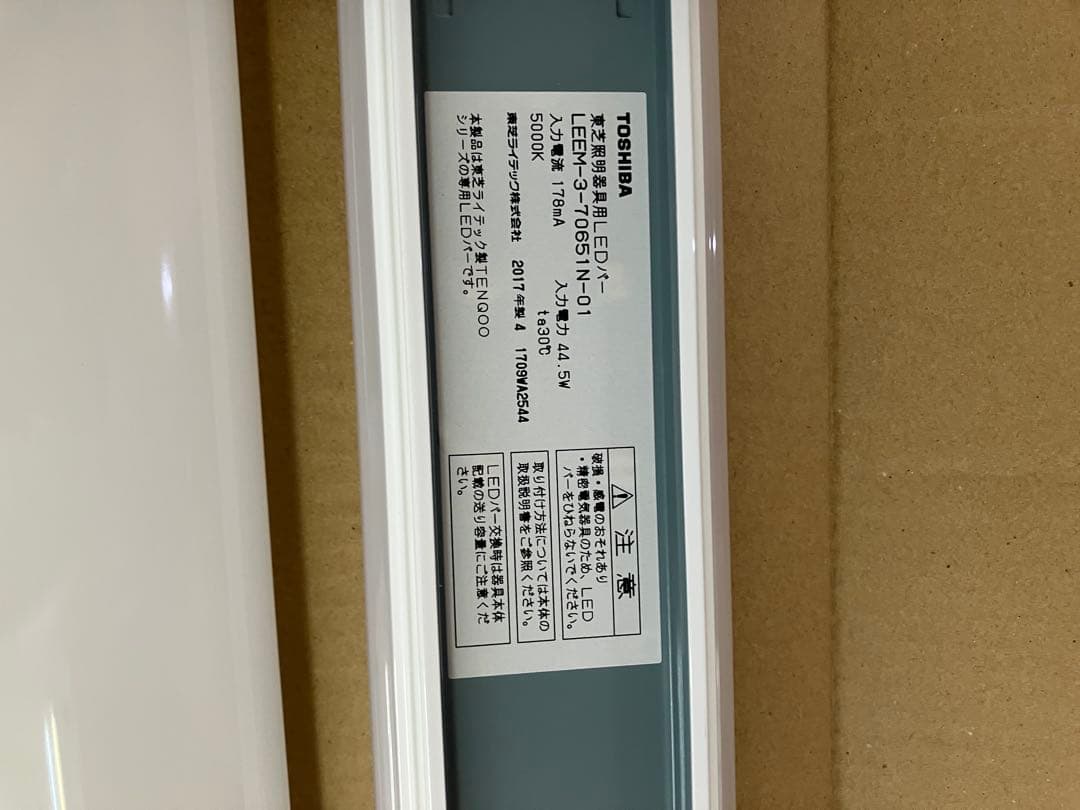 TOSHIBA
東芝照明器具用LEDバー
LEEM-3-70651N-01
入力電流 178mA 入力電力 44.5W
5000K ta30℃
東芝ライテック株式会社 2017年製 4 1709WA2544
本製品は東芝ライテック製TENQOO
シリーズの専用LEDバーです。
⚠ 注意
破損・感電のおそれあり
・精密電気器具のため、LED
バーをひねらないでください。
取り付け方法については本体の
取扱説明書をご参照ください。
LEDバー交換時は器具本体
記載の送り容量にご注意くだ
さい。